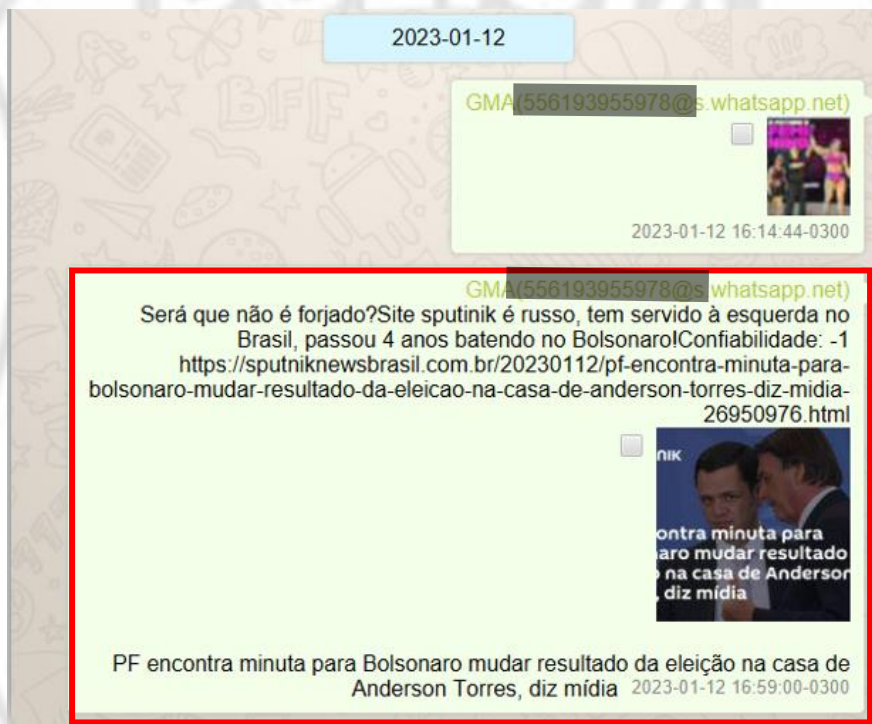 2023-01-12
BFF
GMA( .whatsapp.net)
2023-01-12 16:14:44-0300
GMA( .whatsapp.net)
Será que não é forjado?Site sputinik é russo, tem servido à esquerda no
Brasil, passou 4 anos batendo no Bolsonaro!Confiabilidade: -1
https://sputniknewsbrasil.com.br/20230112/pf-encontra-minuta-para-
bolsonaro-mudar-resultado-da-eleicao-na-casa-de-anderson-torres-diz-midia-
26950976.html
ontra minuta para
aro mudar resultado
na casa de Anderson
, diz mídia
PF encontra minuta para Bolsonaro mudar resultado da eleição na casa de
Anderson Torres, diz mídia 2023-01-12 16:59:00-0300